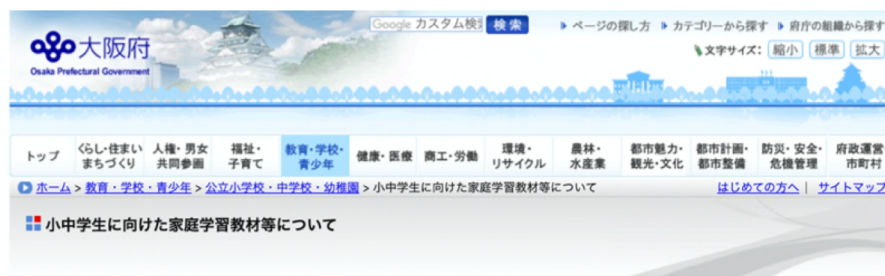 Google カスタム検
検索
ページの探し方
カテゴリーから探す
府庁の組織から探す
大阪府
Osaka Prefectural Government
文字サイズ：
縮小
標準
拡大
トップ
くらし・住まい
まちづくり
人権・男女
共同参画
福祉・
子育て
教育・学校・
青少年
健康・医療
商工・労働
環境・
リサイクル
農林・
水産業
都市魅力・
観光・文化
都市計画・
都市整備
防災・安全・
危機管理
府政運営
市町村
ホーム > 教育・学校・青少年 > 公立小学校・中学校・幼稚園 > 小中学生に向けた家庭学習教材等について
はじめての方へ | サイトマップ
小中学生に向けた家庭学習教材等について